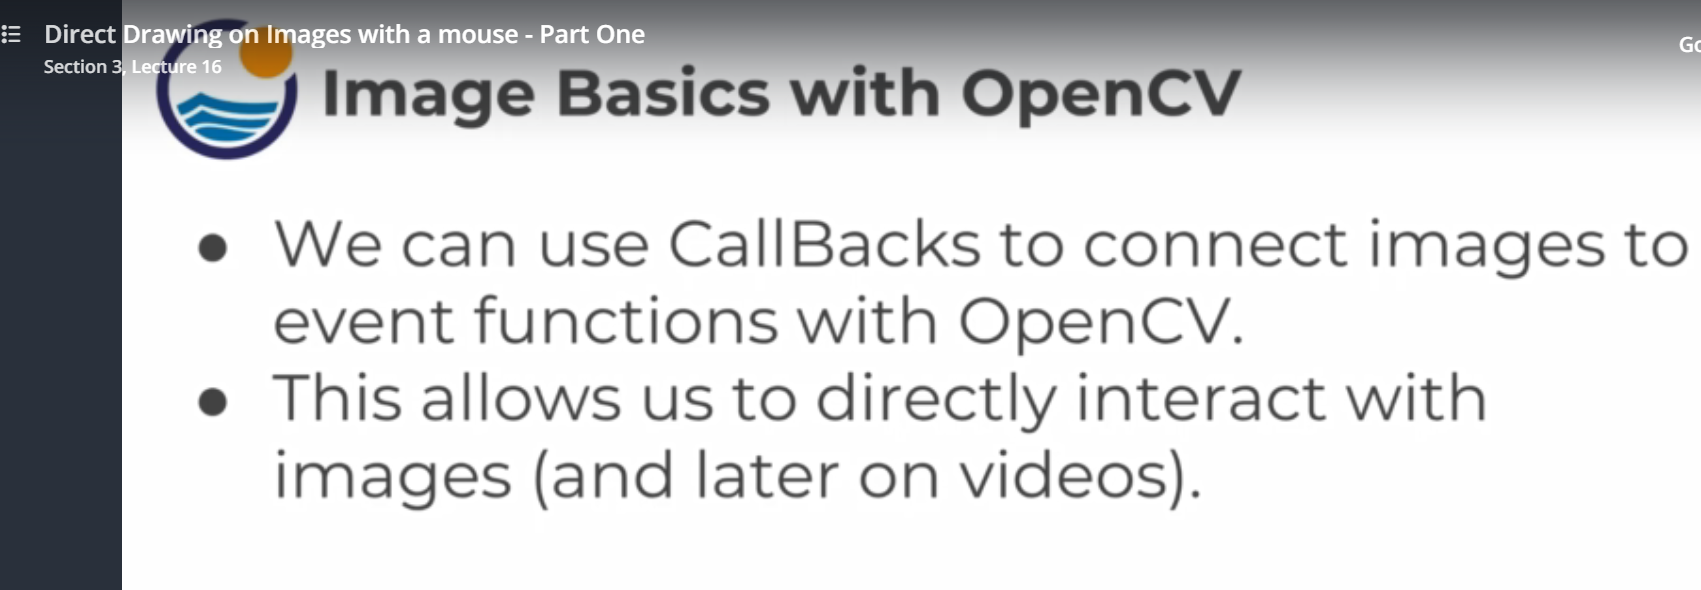 Direct Drawing on Images with a mouse - Part One
Section 3, Lecture 16
Go
Image Basics with OpenCV
● We can use CallBacks to connect images to
event functions with OpenCV.
● This allows us to directly interact with
images (and later on videos).